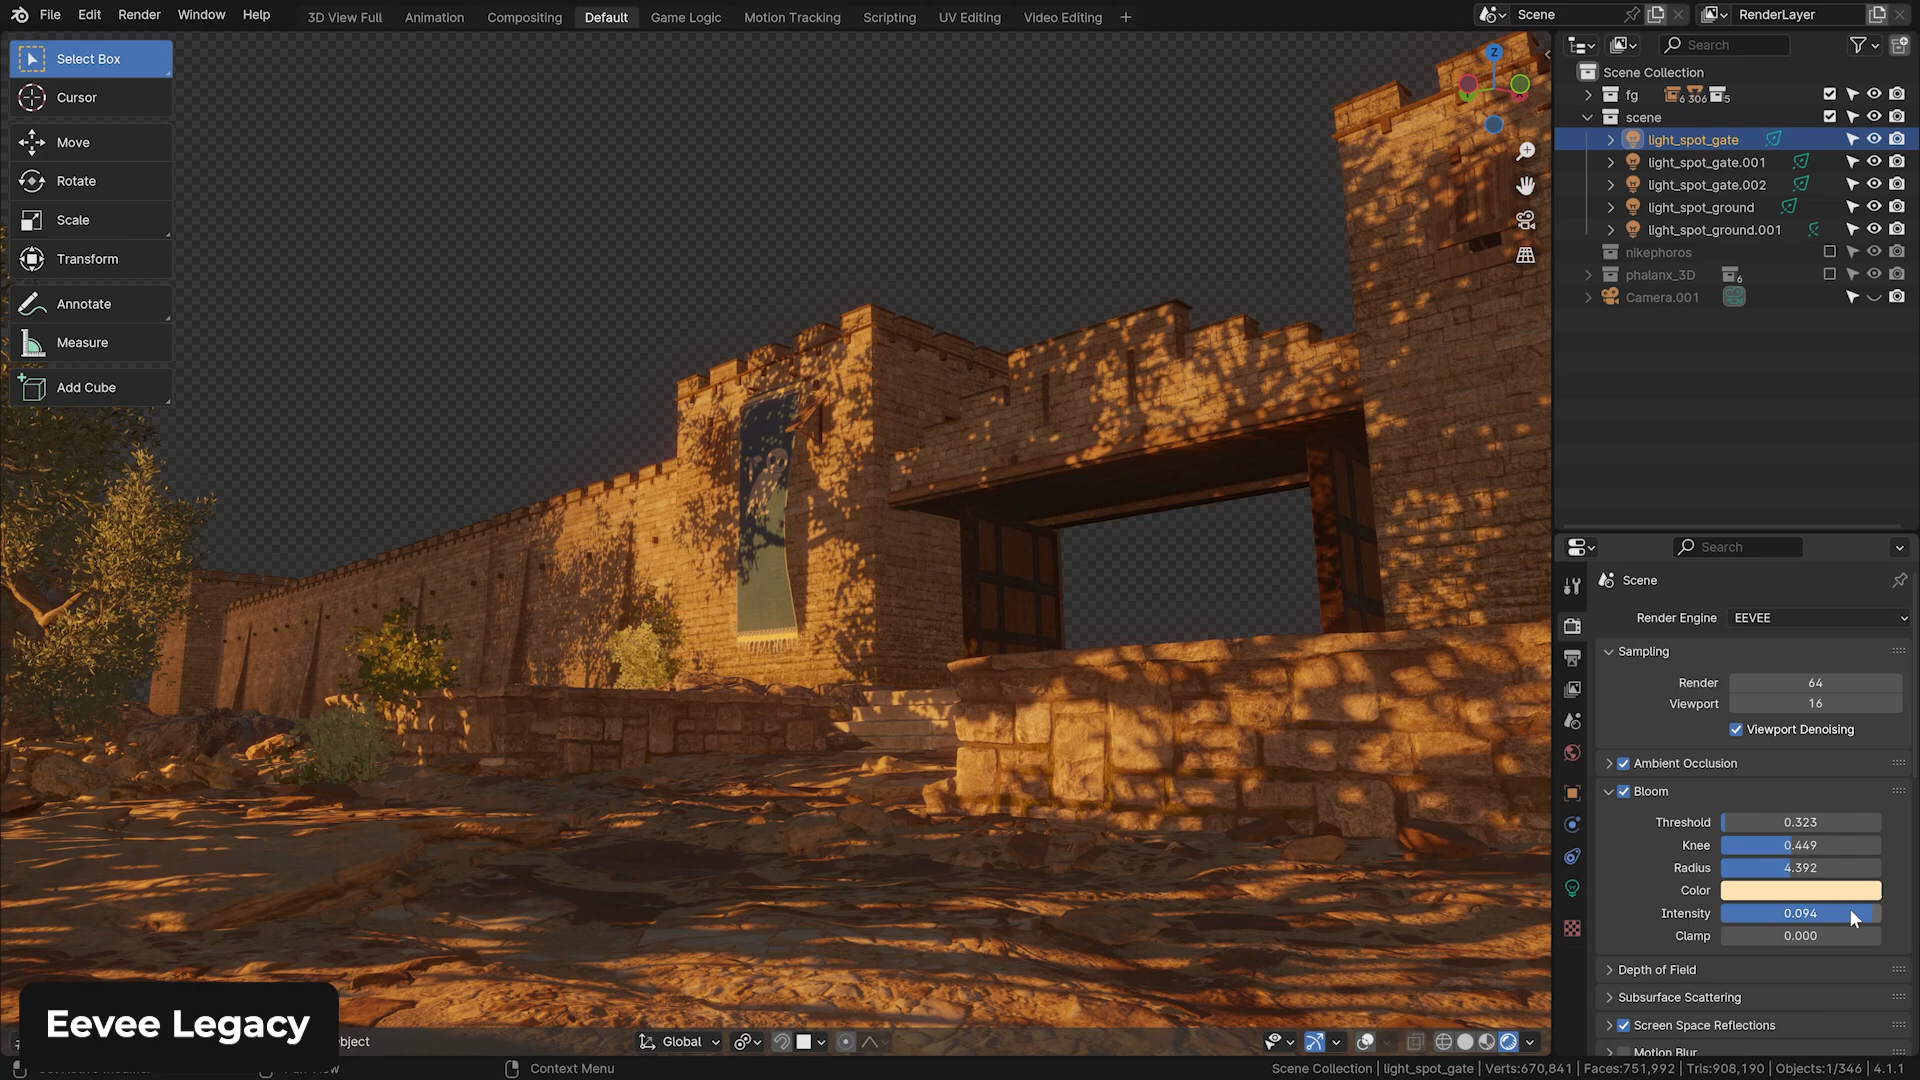 File Edit Render Window Help
3D View Full Animation Compositing Default Game Logic Motion Tracking Scripting UV Editing Video Editing +
Scene
RenderLayer
Select Box
Cursor
Move
Rotate
Scale
Transform
Annotate
Measure
Add Cube
Z
Search
Scene Collection
fg 6 306 5
scene
light_spot_gate
light_spot_gate.001
light_spot_gate.002
light_spot_ground
light_spot_ground.001
nikephoros
phalanx_3D 6
Camera.001
Search
Scene
Render Engine EEVEE
Sampling
Render 64
Viewport 16
Viewport Denoising
Ambient Occlusion
Bloom
Threshold 0.323
Knee 0.449
Radius 4.392
Color
Intensity 0.094
Clamp 0.000
Depth of Field
Subsurface Scattering
Screen Space Reflections
Motion Blur
Eevee Legacy
bject
Global
Context Menu
Scene Collection | light_spot_gate | Verts:670,841 | Faces:751,992 | Tris:908,190 | Objects:1/346 | 4.1.1